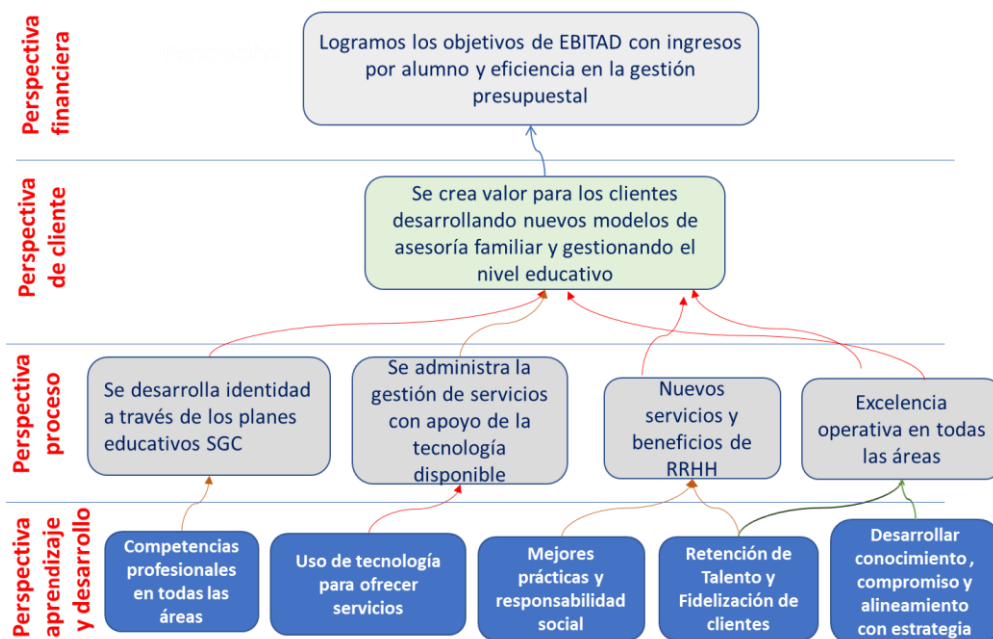 Perspectiva
financiera
Logramos los objetivos de EBITAD con ingresos
por alumno y eficiencia en la gestión
presupuestal
Perspectiva
de cliente
Se crea valor para los clientes
desarrollando nuevos modelos de
asesoría familiar y gestionando el
nivel educativo
Perspectiva
proceso
Se desarrolla identidad
a través de los planes
educativos SGC
Se administra la
gestión de servicios
con apoyo de la
tecnología
disponible
Nuevos
servicios y
beneficios de
RRHH
Excelencia
operativa en todas
las áreas
Perspectiva
aprendizaje
y desarrollo
Competencias
profesionales
en todas las
áreas
Uso de tecnología
para ofrecer
servicios
Mejores
prácticas y
responsabilidad
social
Retención de
Talento y
Fidelización de
clientes
Desarrollar
conocimiento ,
compromiso y
alineamiento
con estrategia